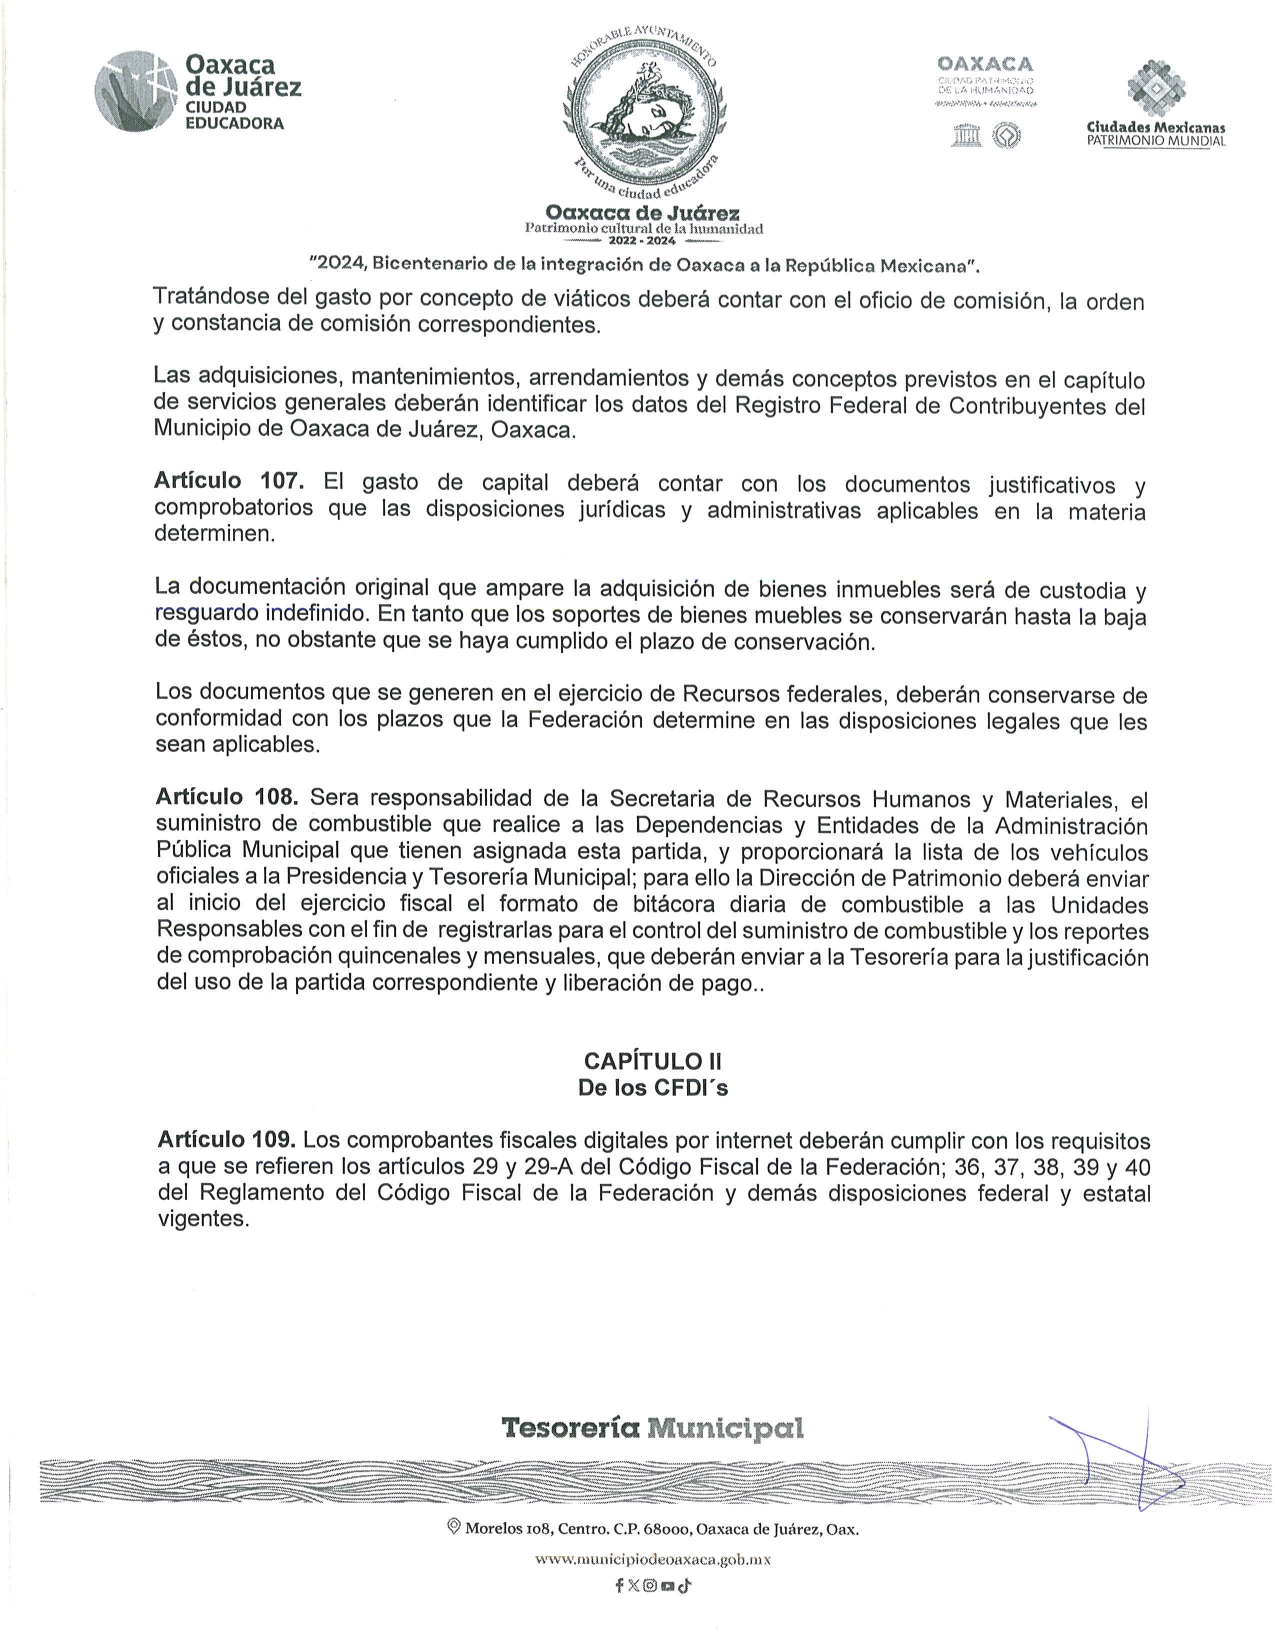 Oaxaca
de Juárez
CIUDAD
EDUCADORA
HONORABLE AYUNTAMIENTO
Por una ciudad educadora
Oaxaca de Juárez
Patrimonio cultural de la humanidad
2022 - 2024
OAXACA
CIUDAD PATRIMONIO
DE LA HUMANIDAD
Ciudades Mexicanas
PATRIMONIO MUNDIAL
"2024, Bicentenario de la integración de Oaxaca a la República Mexicana".
Tratándose del gasto por concepto de viáticos deberá contar con el oficio de comisión, la orden
y constancia de comisión correspondientes.
Las adquisiciones, mantenimientos, arrendamientos y demás conceptos previstos en el capítulo
de servicios generales deberán identificar los datos del Registro Federal de Contribuyentes del
Municipio de Oaxaca de Juárez, Oaxaca.
Artículo 107. El gasto de capital deberá contar con los documentos justificativos y
comprobatorios que las disposiciones jurídicas y administrativas aplicables en la materia
determinen.
La documentación original que ampare la adquisición de bienes inmuebles será de custodia y
resguardo indefinido. En tanto que los soportes de bienes muebles se conservarán hasta la baja
de éstos, no obstante que se haya cumplido el plazo de conservación.
Los documentos que se generen en el ejercicio de Recursos federales, deberán conservarse de
conformidad con los plazos que la Federación determine en las disposiciones legales que les
sean aplicables.
Artículo 108. Sera responsabilidad de la Secretaria de Recursos Humanos y Materiales, el
suministro de combustible que realice a las Dependencias y Entidades de la Administración
Pública Municipal que tienen asignada esta partida, y proporcionará la lista de los vehículos
oficiales a la Presidencia y Tesorería Municipal; para ello la Dirección de Patrimonio deberá enviar
al inicio del ejercicio fiscal el formato de bitácora diaria de combustible a las Unidades
Responsables con el fin de registrarlas para el control del suministro de combustible y los reportes
de comprobación quincenales y mensuales, que deberán enviar a la Tesorería para la justificación
del uso de la partida correspondiente y liberación de pago..
CAPÍTULO II
De los CFDI´s
Artículo 109. Los comprobantes fiscales digitales por internet deberán cumplir con los requisitos
a que se refieren los artículos 29 y 29-A del Código Fiscal de la Federación; 36, 37, 38, 39 y 40
del Reglamento del Código Fiscal de la Federación y demás disposiciones federal y estatal
vigentes.
Tesorería Municipal
Morelos 108, Centro. C.P. 68000, Oaxaca de Juárez, Oax.
www.municipiodeoaxaca.gob.mx